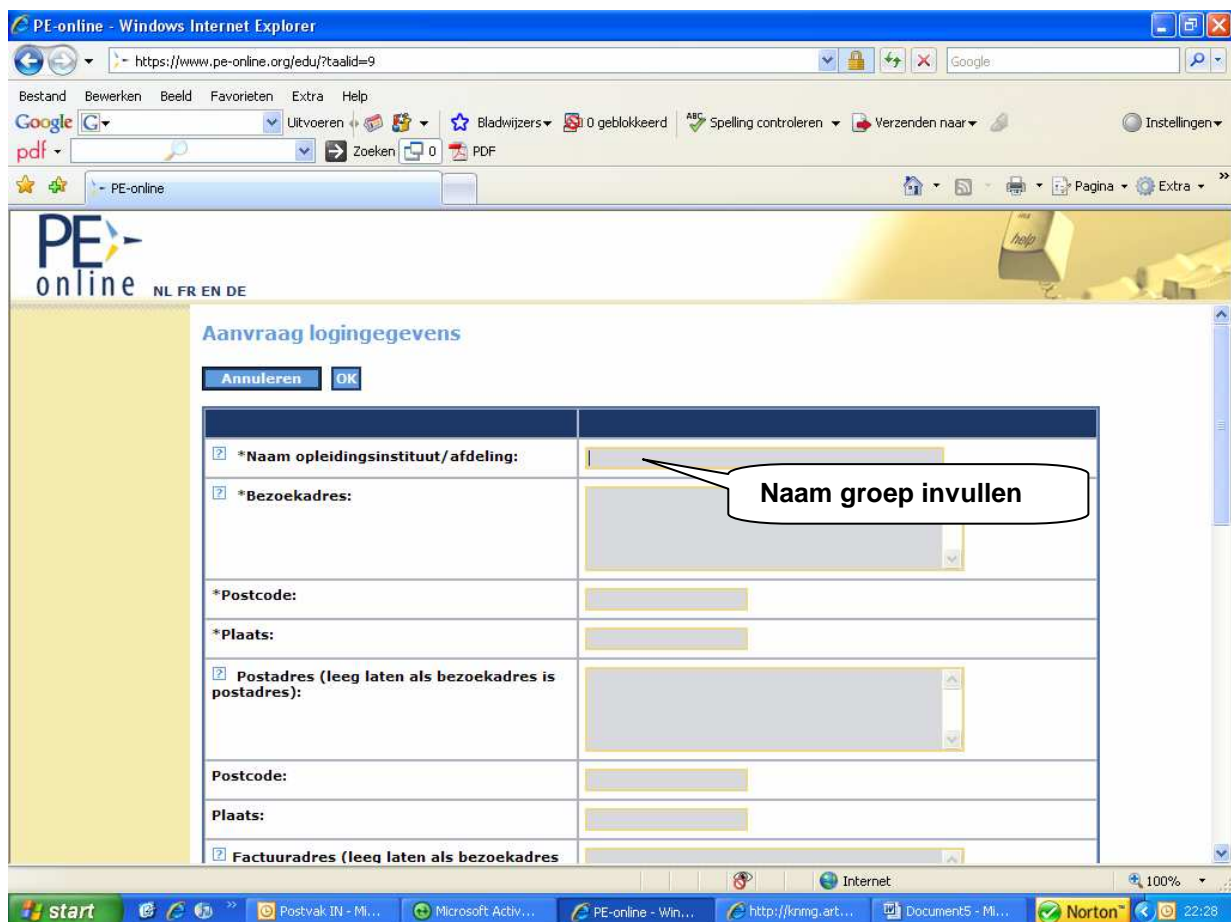 PE-online - Windows Internet Explorer
https://www.pe-online.org/edu/?taalid=9
Google
Bestand Bewerken Beeld Favorieten Extra Help
Google G Uitvoeren Bladwijzers 0 geblokkeerd ABC Spelling controleren Verzenden naar Instellingen
pdf Zoeken 0 PDF
PE-online Pagina Extra »
PE
online NL FR EN DE
help
Aanvraag logingegevens
Annuleren OK
? *Naam opleidingsinstituut/afdeling:
Naam groep invullen
? *Bezoekadres:
*Postcode:
*Plaats:
? Postadres (leeg laten als bezoekadres is
postadres):
Postcode:
Plaats:
? Factuuradres (leeg laten als bezoekadres
Internet 100%
start » Postvak IN - Mi... Microsoft Activ... PE-online - Win... http://knmg.art... Document5 - Mi... Norton™ 22:28